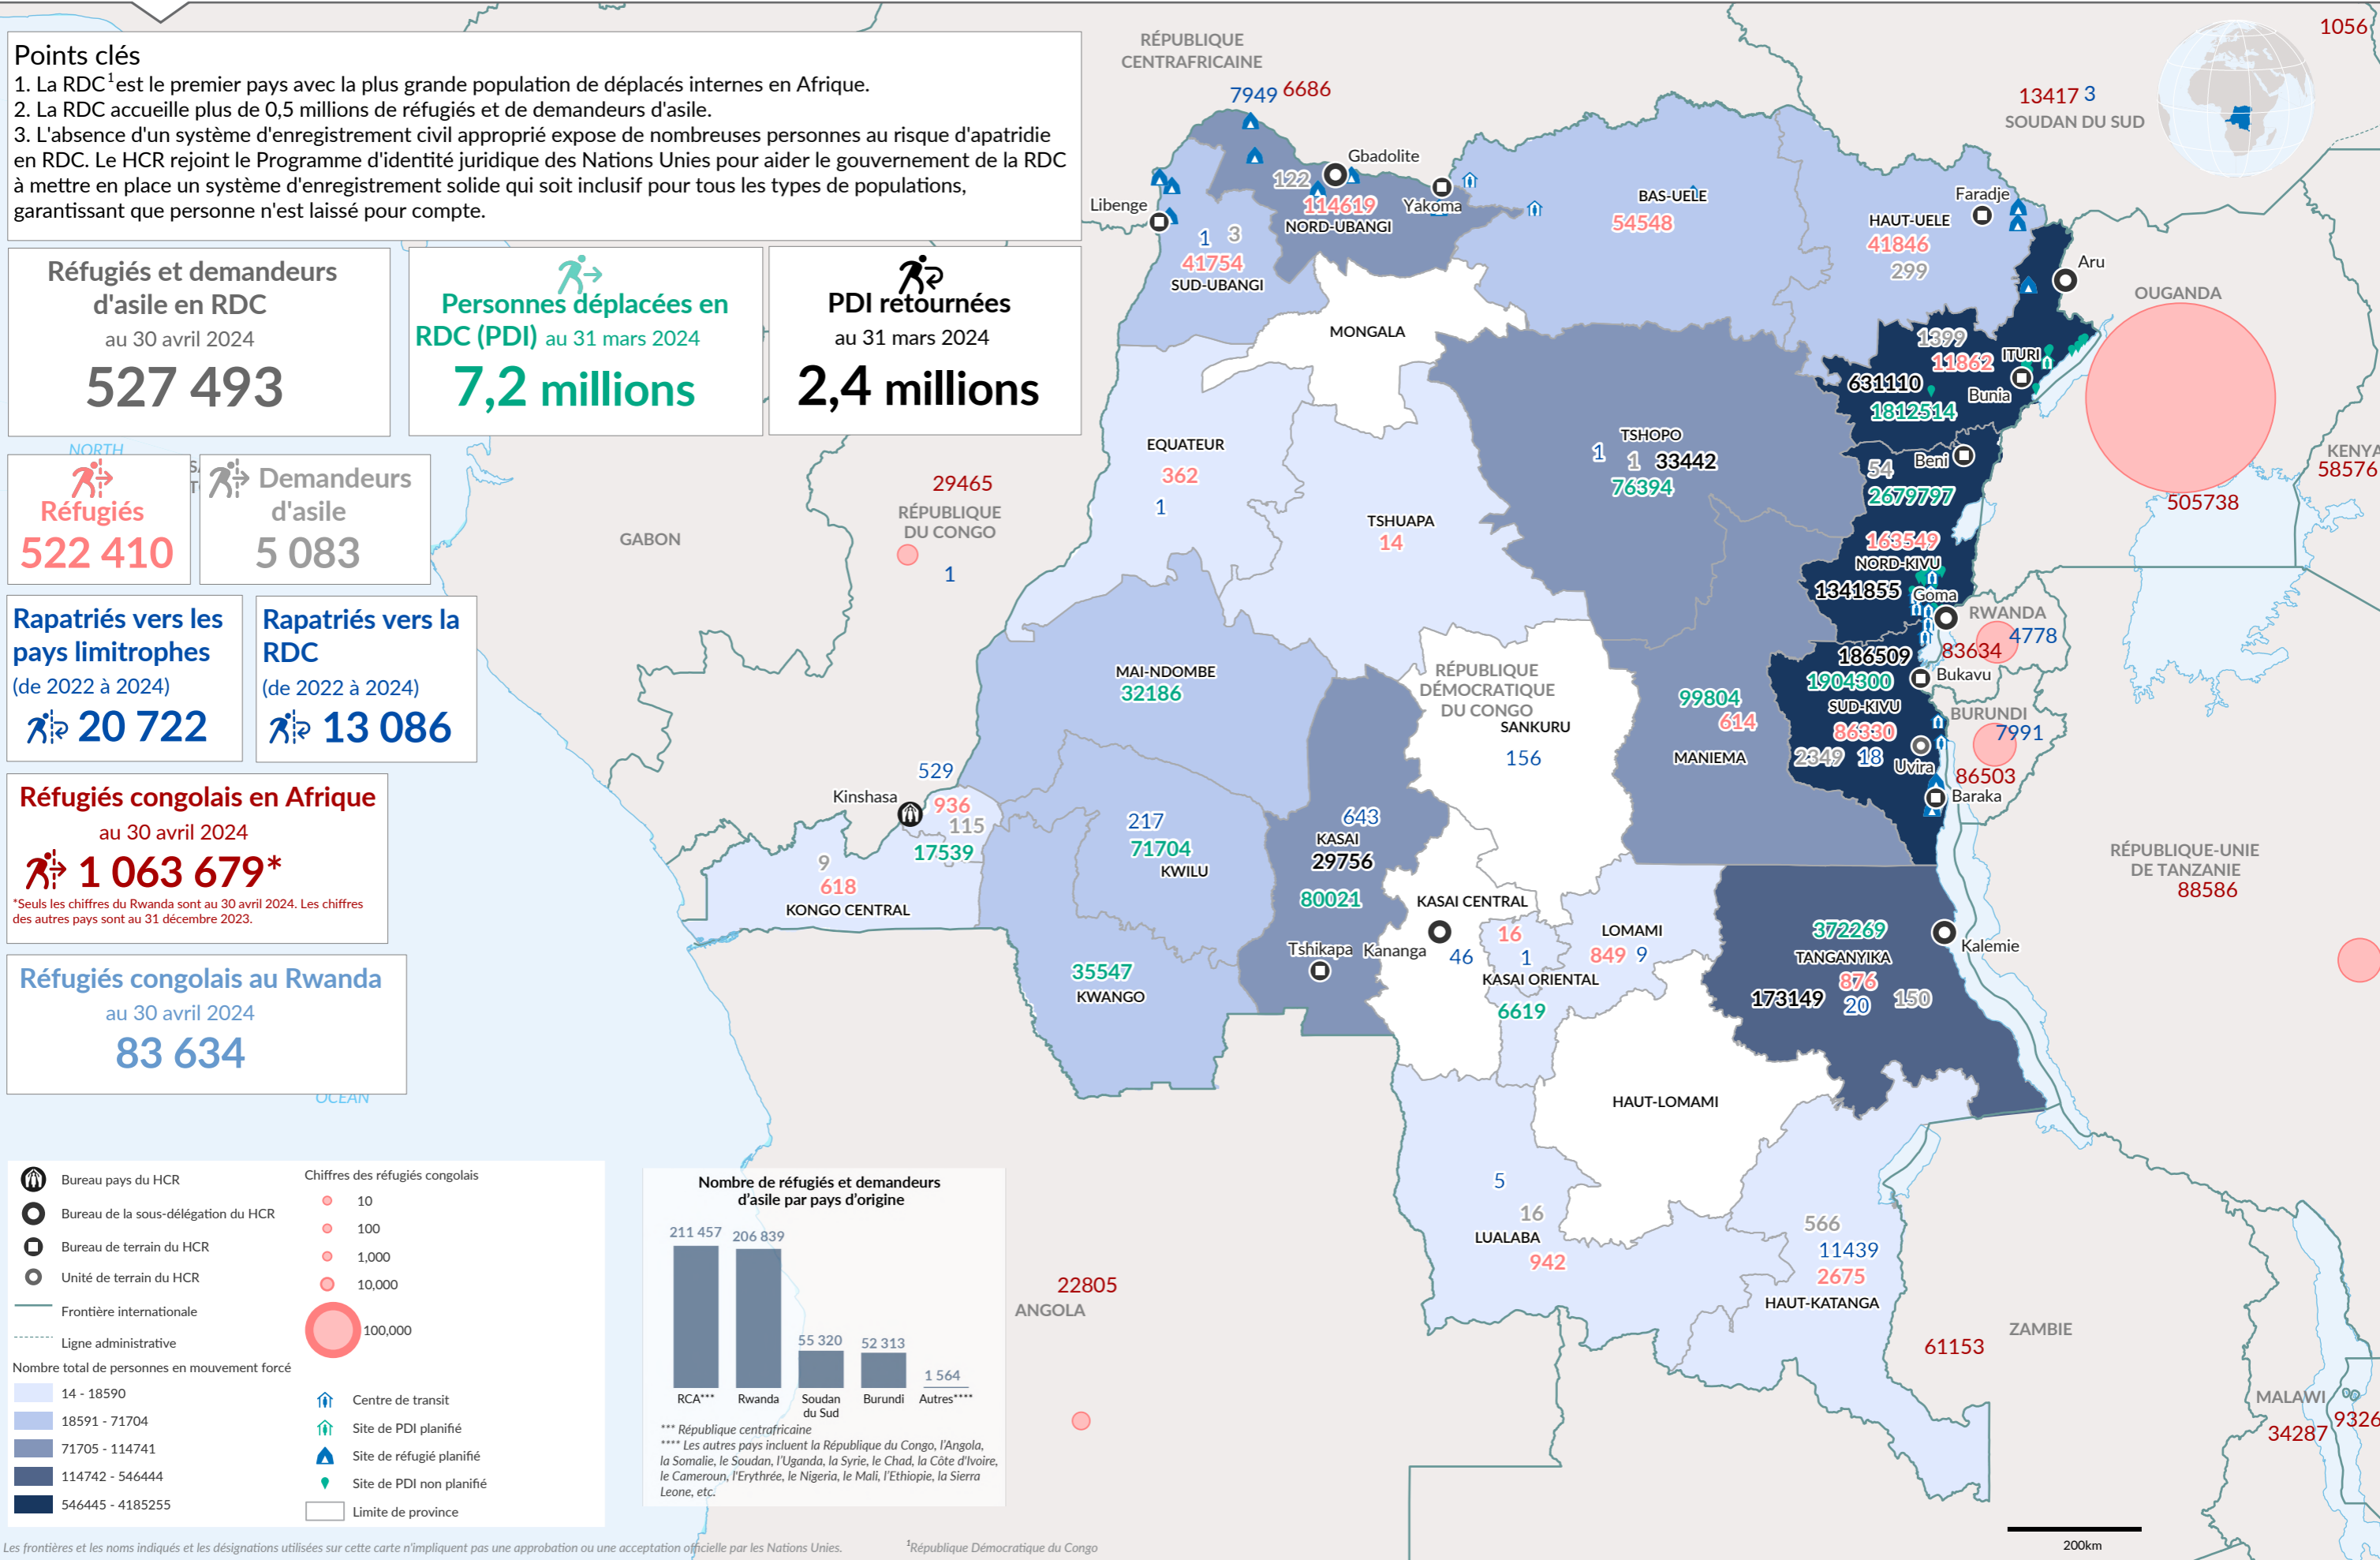 Points clés
1. La RDC¹ est le premier pays avec la plus grande population de déplacés internes en Afrique.
2. La RDC accueille plus de 0,5 millions de réfugiés et de demandeurs d'asile.
3. L'absence d'un système d'enregistrement civil approprié expose de nombreuses personnes au risque d'apatridie
en RDC. Le HCR rejoint le Programme d'identité juridique des Nations Unies pour aider le gouvernement de la RDC
à mettre en place un système d'enregistrement solide qui soit inclusif pour tous les types de populations,
garantissant que personne n'est laissé pour compte.
Réfugiés et demandeurs
d'asile en RDC
au 30 avril 2024
527 493
Personnes déplacées en
RDC (PDI) au 31 mars 2024
7,2 millions
PDI retournées
au 31 mars 2024
2,4 millions
NORTH
Réfugiés
522 410
Demandeurs
d'asile
5 083
Rapatriés vers les
pays limitrophes
(de 2022 à 2024)
20 722
Rapatriés vers la
RDC
(de 2022 à 2024)
13 086
Réfugiés congolais en Afrique
au 30 avril 2024
1 063 679*
*Seuls les chiffres du Rwanda sont au 30 avril 2024. Les chiffres
des autres pays sont au 31 décembre 2023.
Réfugiés congolais au Rwanda
au 30 avril 2024
83 634
OCEAN
RÉPUBLIQUE
CENTRAFRICAINE
7949 6686
1056
13417 3
SOUDAN DU SUD
Libenge
Gbadolite
122
114619
NORD-UBANGI
Yakoma
1 3
41754
SUD-UBANGI
BAS-UELE
54548
Faradje
HAUT-UELE
41846
299
Aru
MONGALA
OUGANDA
505738
1399
11862
ITURI
631110
Bunia
1812514
KENYA
58576
EQUATEUR
362
1
TSHUAPA
14
TSHOPO
1 1 33442
76394
54
Beni
2679797
163549
NORD-KIVU
1341855
Goma
29465
RÉPUBLIQUE
DU CONGO
1
GABON
RWANDA
4778
83634
186509
Bukavu
1904300
SUD-KIVU
86330
2349 18
Uvira
BURUNDI
7991
86503
Baraka
MAI-NDOMBE
32186
RÉPUBLIQUE
DÉMOCRATIQUE
DU CONGO
SANKURU
156
99804
614
MANIEMA
529
Kinshasa
936
115
17539
9
618
KONGO CENTRAL
217
71704
KWILU
35547
KWANGO
643
KASAI
29756
80021
Tshikapa
KASAI CENTRAL
Kananga
46
16
1
KASAI ORIENTAL
6619
LOMAMI
849 9
372269
Kalemie
TANGANYIKA
876
173149
20
150
RÉPUBLIQUE-UNIE
DE TANZANIE
88586
HAUT-LOMAMI
5
16
LUALABA
942
566
11439
2675
HAUT-KATANGA
22805
ANGOLA
61153
ZAMBIE
MALAWI
34287
9326
Bureau pays du HCR
Bureau de la sous-délégation du HCR
Bureau de terrain du HCR
Unité de terrain du HCR
Frontière internationale
Ligne administrative
Nombre total de personnes en mouvement forcé
14 - 18590
18591 - 71704
71705 - 114741
114742 - 546444
546445 - 4185255
Chiffres des réfugiés congolais
10
100
1,000
10,000
100,000
Centre de transit
Site de PDI planifié
Site de réfugié planifié
Site de PDI non planifié
Limite de province
Nombre de réfugiés et demandeurs
d’asile par pays d’origine
211 457
206 839
55 320
52 313
1 564
RCA***
Rwanda
Soudan
du Sud
Burundi
Autres****
*** République centrafricaine
**** Les autres pays incluent la République du Congo, l’Angola,
la Somalie, le Soudan, l’Uganda, la Syrie, le Chad, la Côte d’Ivoire,
le Cameroun, l'Erythrée, le Nigeria, le Mali, l’Ethiopie, la Sierra
Leone, etc.
200km
Les frontières et les noms indiqués et les désignations utilisées sur cette carte n'impliquent pas une approbation ou une acceptation officielle par les Nations Unies.
¹République Démocratique du Congo